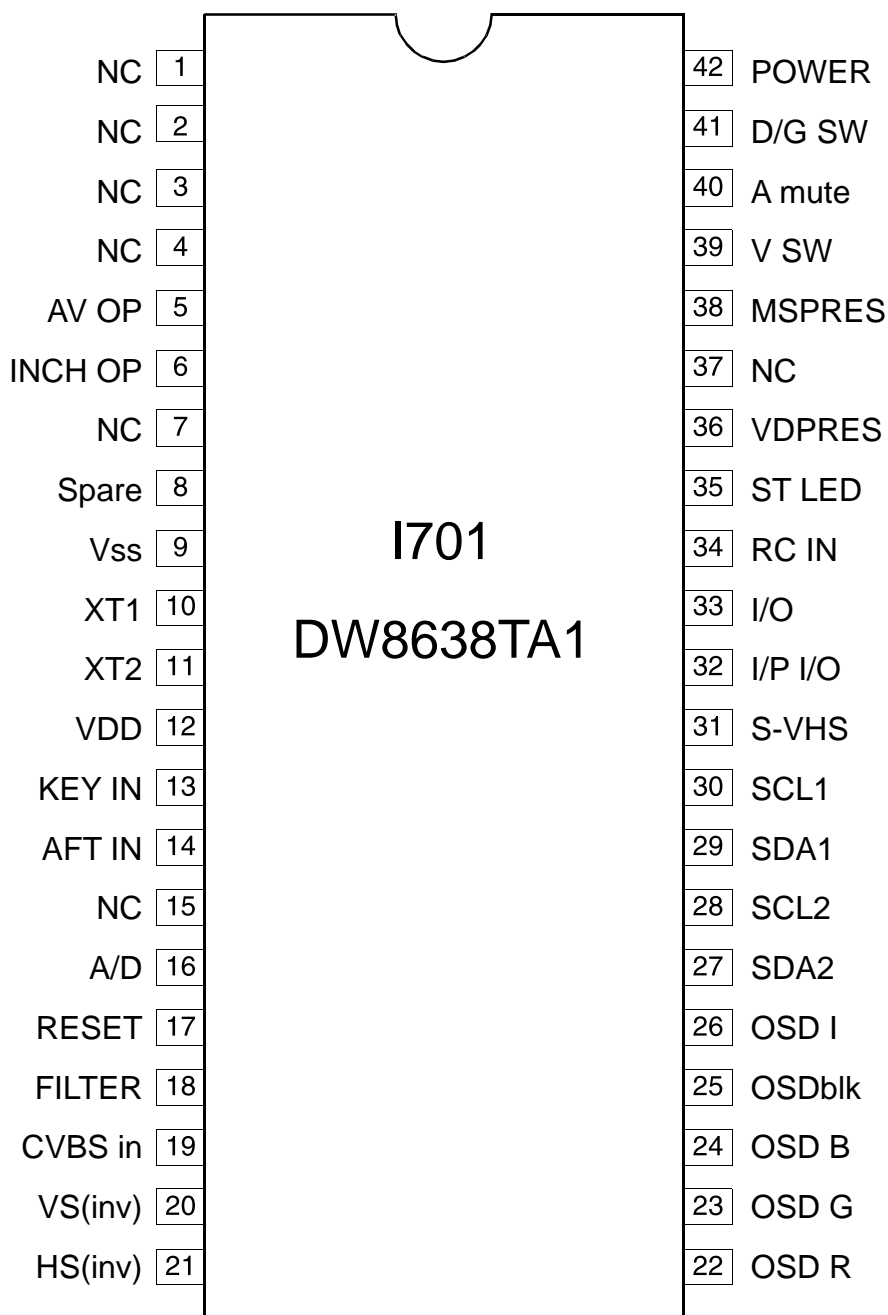 NC 1 42 POWER
NC 2 41 D/G SW
NC 3 40 A mute
NC 4 39 V SW
AV OP 5 38 MSPRES
INCH OP 6 37 NC
NC 7 36 VDPRES
Spare 8 35 ST LED
Vss 9 34 RC IN
I701
XT1 10 33 I/O
DW8638TA1
XT2 11 32 I/P I/O
VDD 12 31 S-VHS
KEY IN 13 30 SCL1
AFT IN 14 29 SDA1
NC 15 28 SCL2
A/D 16 27 SDA2
RESET 17 26 OSD I
FILTER 18 25 OSDblk
CVBS in 19 24 OSD B
VS(inv) 20 23 OSD G
HS(inv) 21 22 OSD R